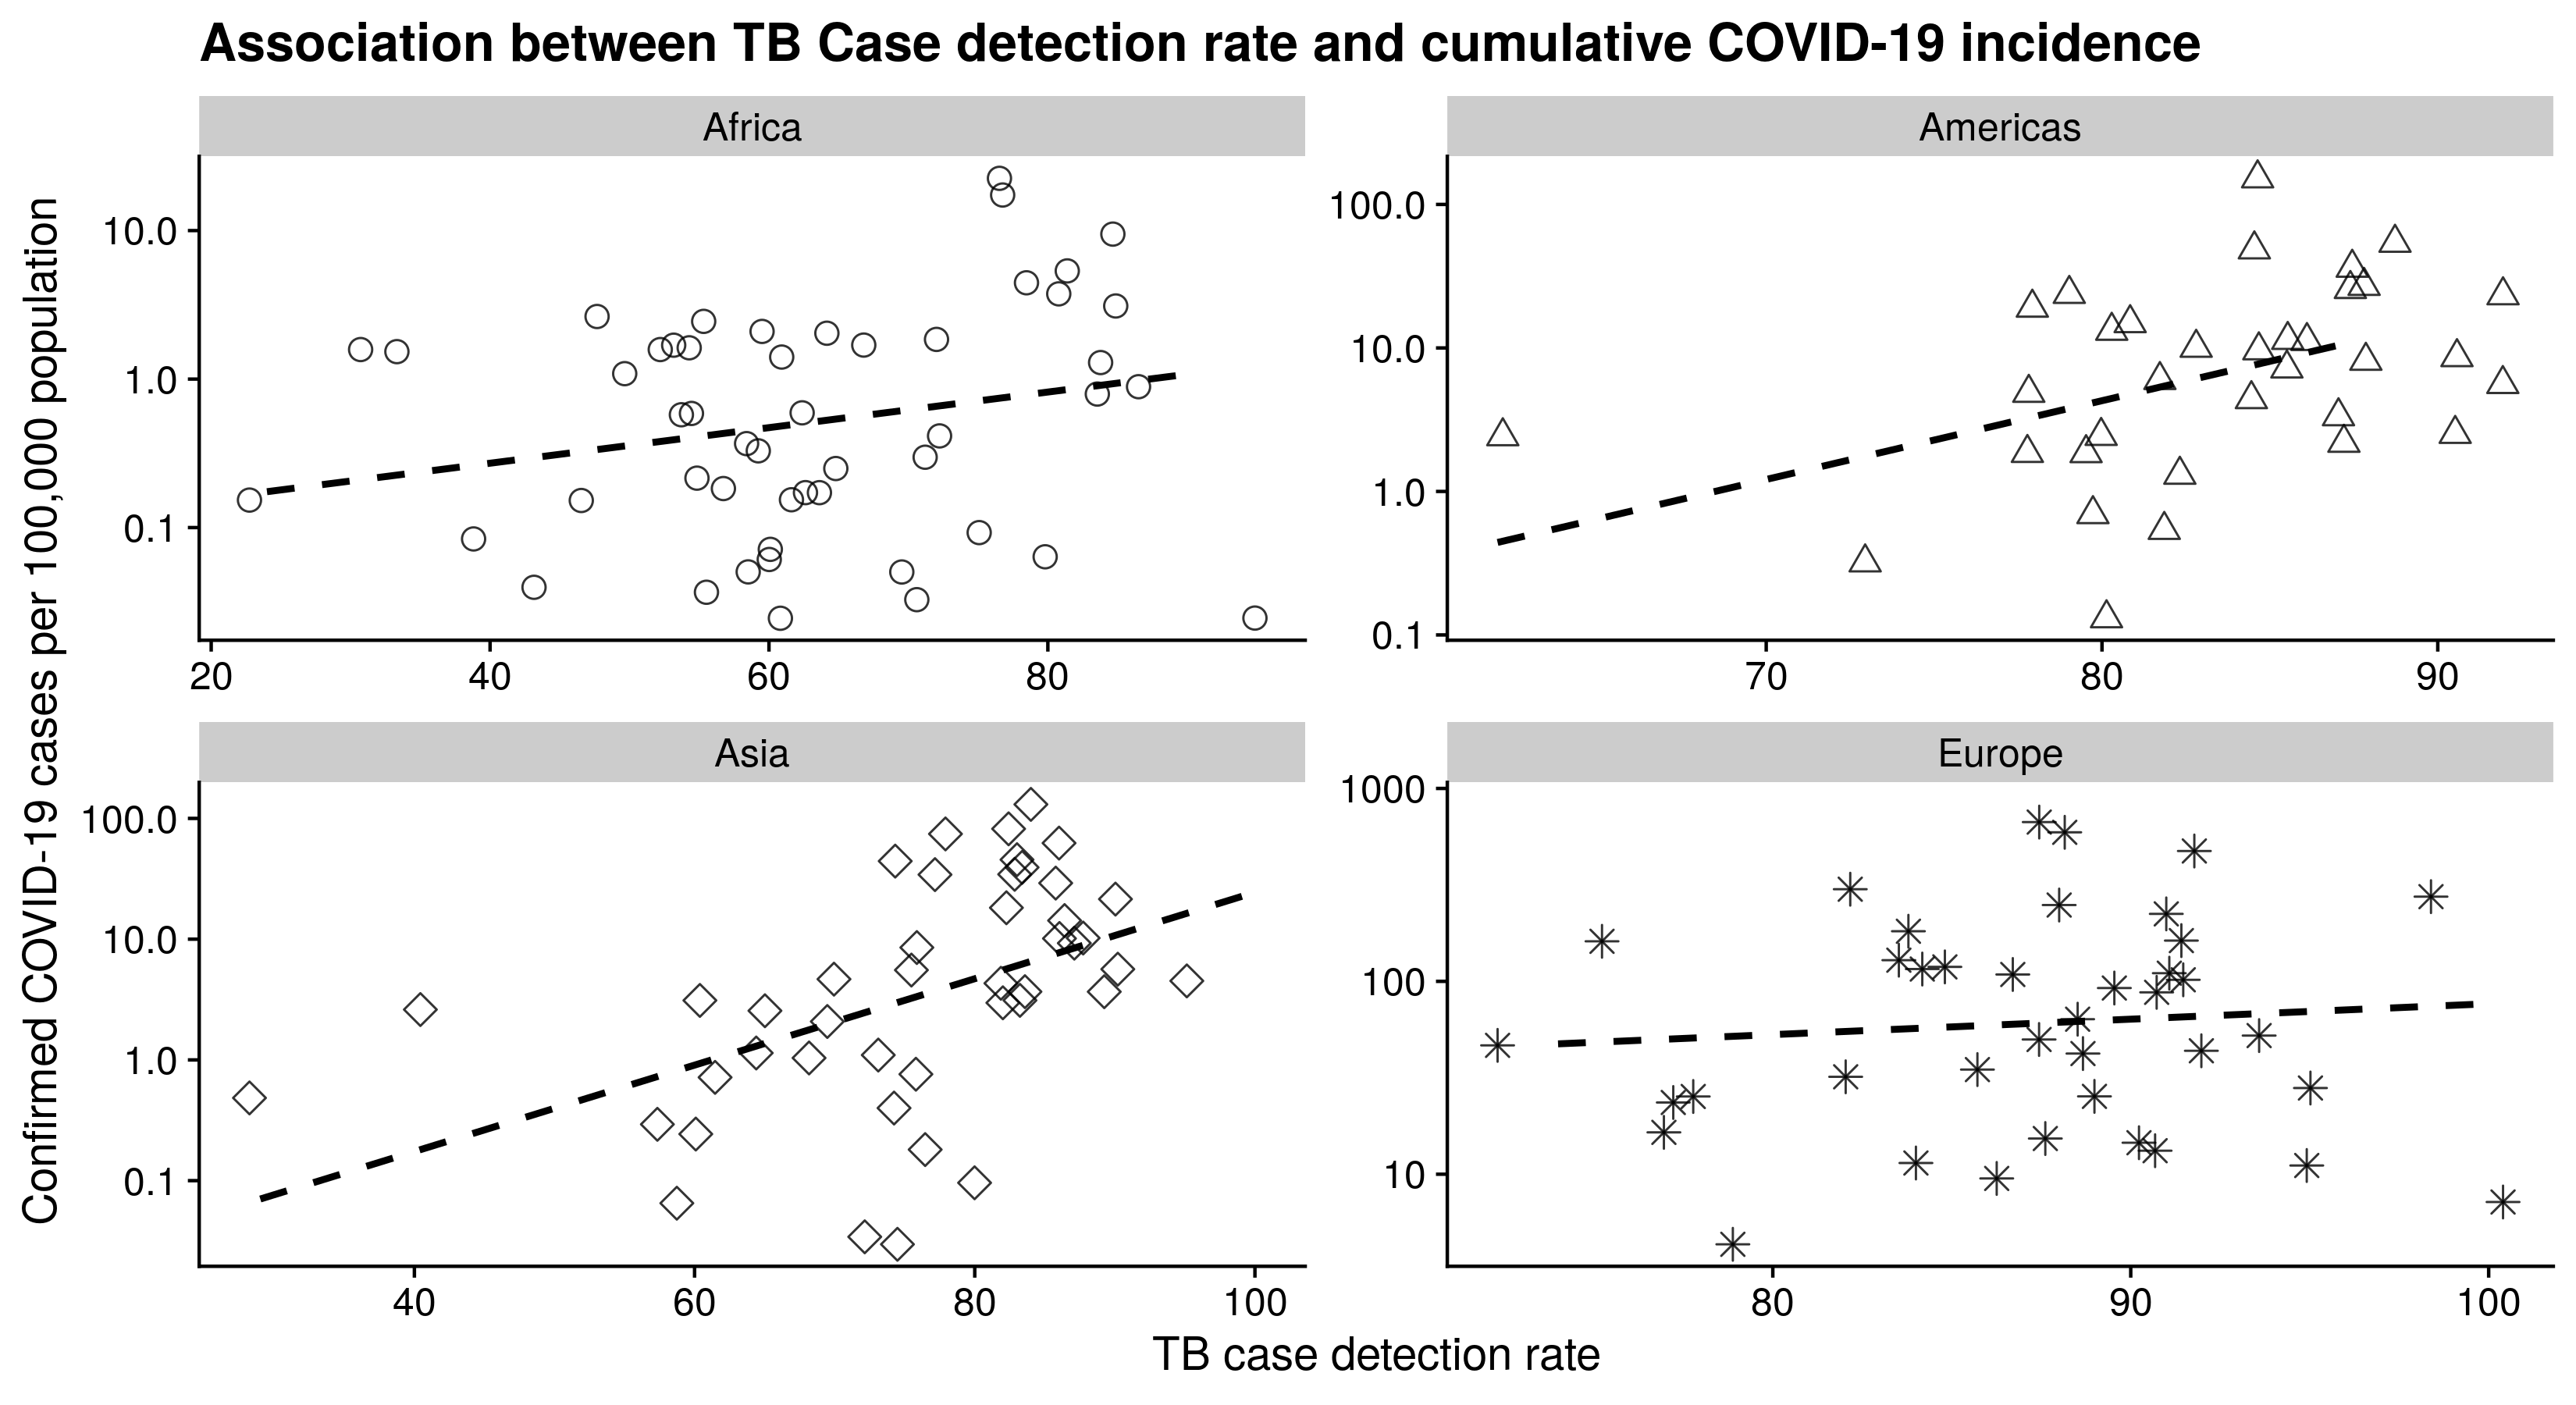 Association between TB Case detection rate and cumulative COVID-19 incidence
Confirmed COVID-19 cases per 100,000 population
Africa
10.0
1.0
0.1
20 40 60 80
Americas
100.0
10.0
1.0
0.1
70 80 90
Asia
100.0
10.0
1.0
0.1
40 60 80 100
Europe
1000
100
10
80 90 100
TB case detection rate